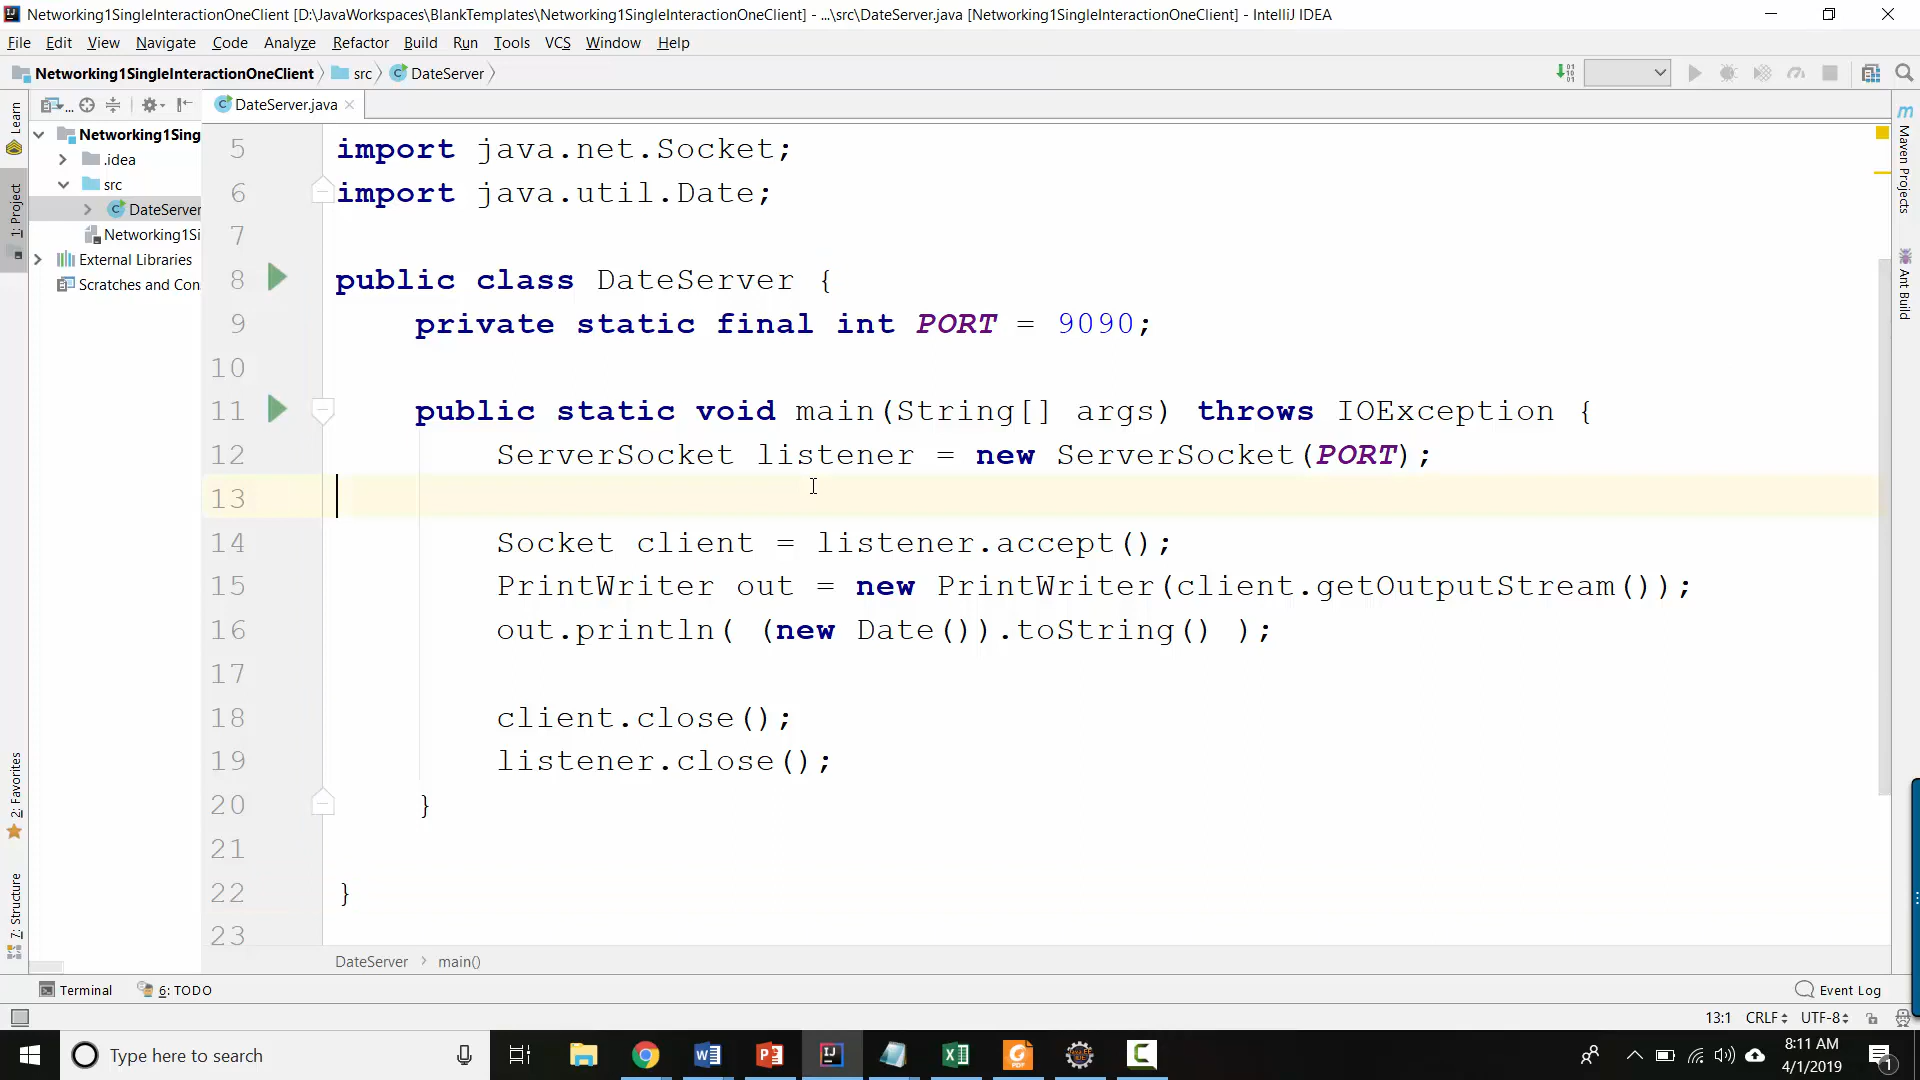 Networking1SingleInteractionOneClient [D:\JavaWorkspaces\BlankTemplates\Networking1SingleInteractionOneClient] - ...\src\DateServer.java [Networking1SingleInteractionOneClient] - IntelliJ IDEA
File Edit View Navigate Code Analyze Refactor Build Run Tools VCS Window Help
Networking1SingleInteractionOneClient src DateServer
DateServer.java
Learn
1: Project
2: Favorites
7: Structure
Networking1Sing
.idea
src
DateServer
Networking1Si
External Libraries
Scratches and Con
5 import java.net.Socket;
6 import java.util.Date;
7
8 public class DateServer {
9 private static final int PORT = 9090;
10
11 public static void main(String[] args) throws IOException {
12 ServerSocket listener = new ServerSocket(PORT);
13
14 Socket client = listener.accept();
15 PrintWriter out = new PrintWriter(client.getOutputStream());
16 out.println( (new Date()).toString() );
17
18 client.close();
19 listener.close();
20 }
21
22 }
23
Maven Projects
Ant Build
DateServer › main()
Terminal 6: TODO Event Log
13:1 CRLF UTF-8
Type here to search
8:11 AM
4/1/2019
1